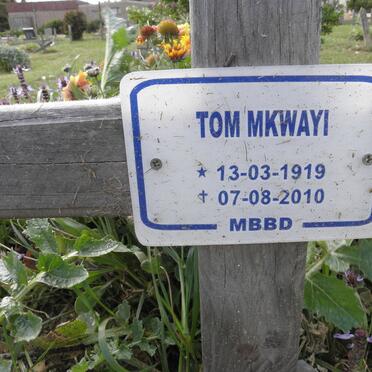 TOM MKWAYI
★ 13-03-1919
† 07-08-2010
MBBD